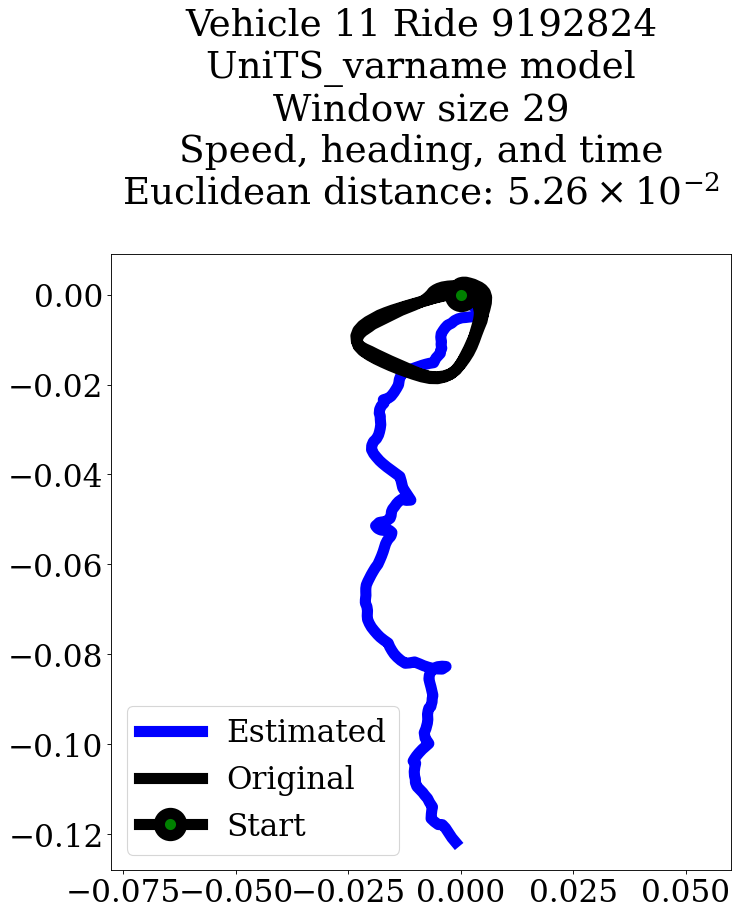 Vehicle 11 Ride 9192824
UniTS_varname model
Window size 29
Speed, heading, and time
Euclidean distance: 5.26 × 10⁻²
0.00
−0.02
−0.04
−0.06
−0.08
−0.10
−0.12
Estimated
Original
Start
−0.075 −0.050 −0.025 0.000 0.025 0.050